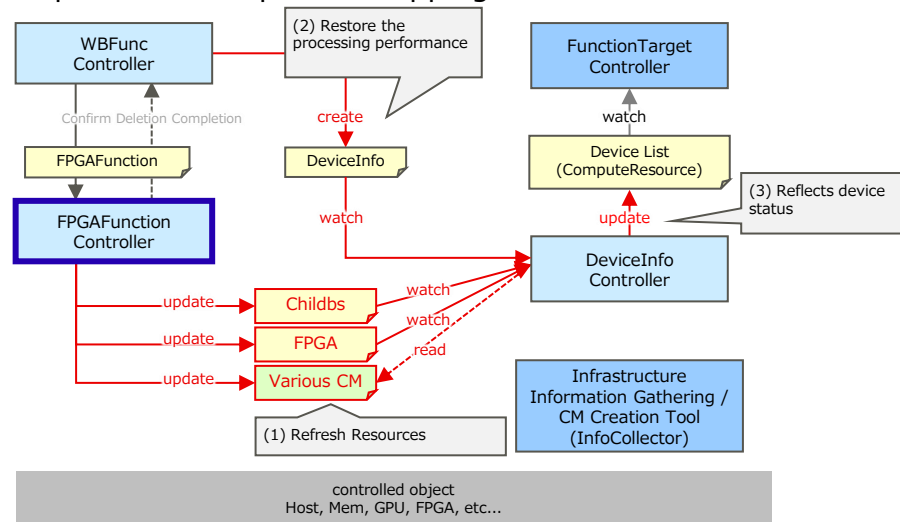 WBFunc
Controller
(2) Restore the
processing performance
FunctionTarget
Controller
Confirm Deletion Completion
create
watch
FPGAFunction
DeviceInfo
Device List
(ComputeResource)
(3) Reflects device
status
FPGAFunction
Controller
watch
update
DeviceInfo
Controller
update
Childbs
watch
update
FPGA
watch
read
update
Various CM
(1) Refresh Resources
Infrastructure
Information Gathering /
CM Creation Tool
(InfoCollector)
controlled object
Host, Mem, GPU, FPGA, etc...